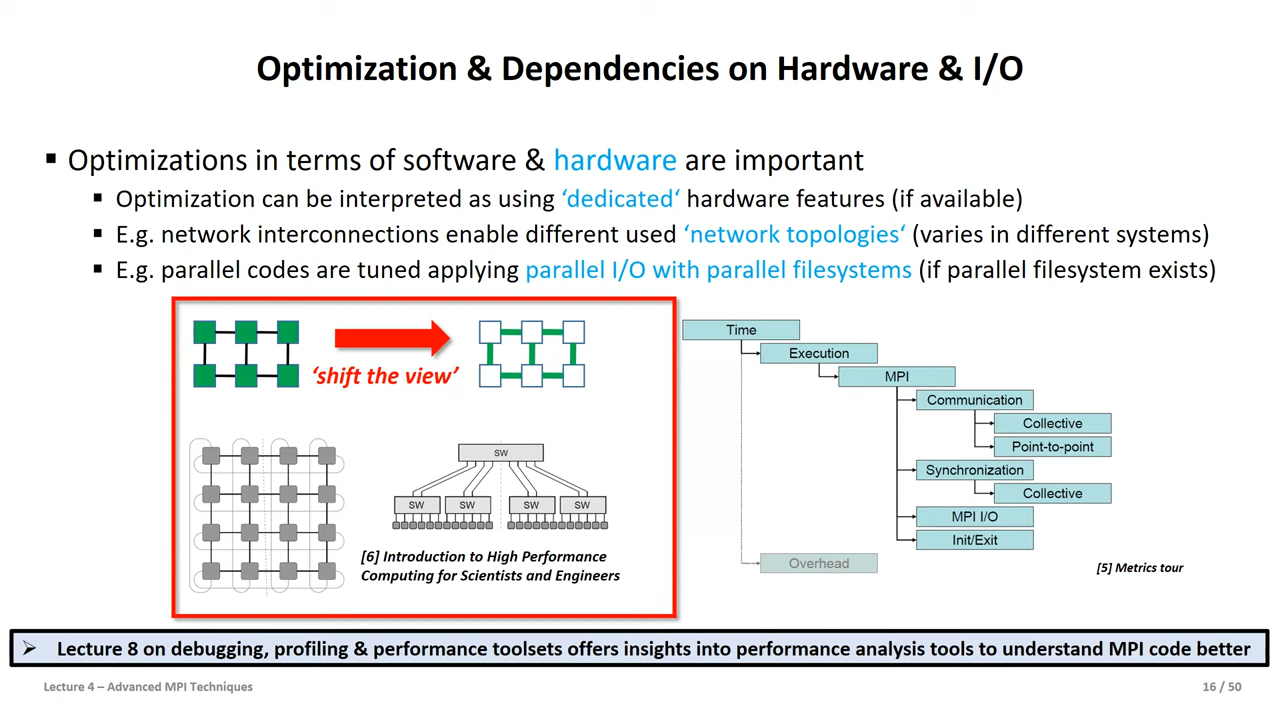 Optimization & Dependencies on Hardware & I/O
▪ Optimizations in terms of software & hardware are important
▪ Optimization can be interpreted as using ‘dedicated‘ hardware features (if available)
▪ E.g. network interconnections enable different used ‘network topologies‘ (varies in different systems)
▪ E.g. parallel codes are tuned applying parallel I/O with parallel filesystems (if parallel filesystem exists)
‘shift the view’
SW
SW SW SW SW
[6] Introduction to High Performance
Computing for Scientists and Engineers
Time
Execution
MPI
Communication
Collective
Point-to-point
Synchronization
Collective
MPI I/O
Init/Exit
Overhead
[5] Metrics tour
➢ Lecture 8 on debugging, profiling & performance toolsets offers insights into performance analysis tools to understand MPI code better
Lecture 4 – Advanced MPI Techniques
16 / 50